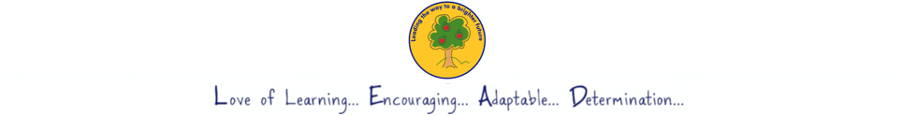 Leading the way to a brighter future
Love of Learning... Encouraging... Adaptable... Determination...